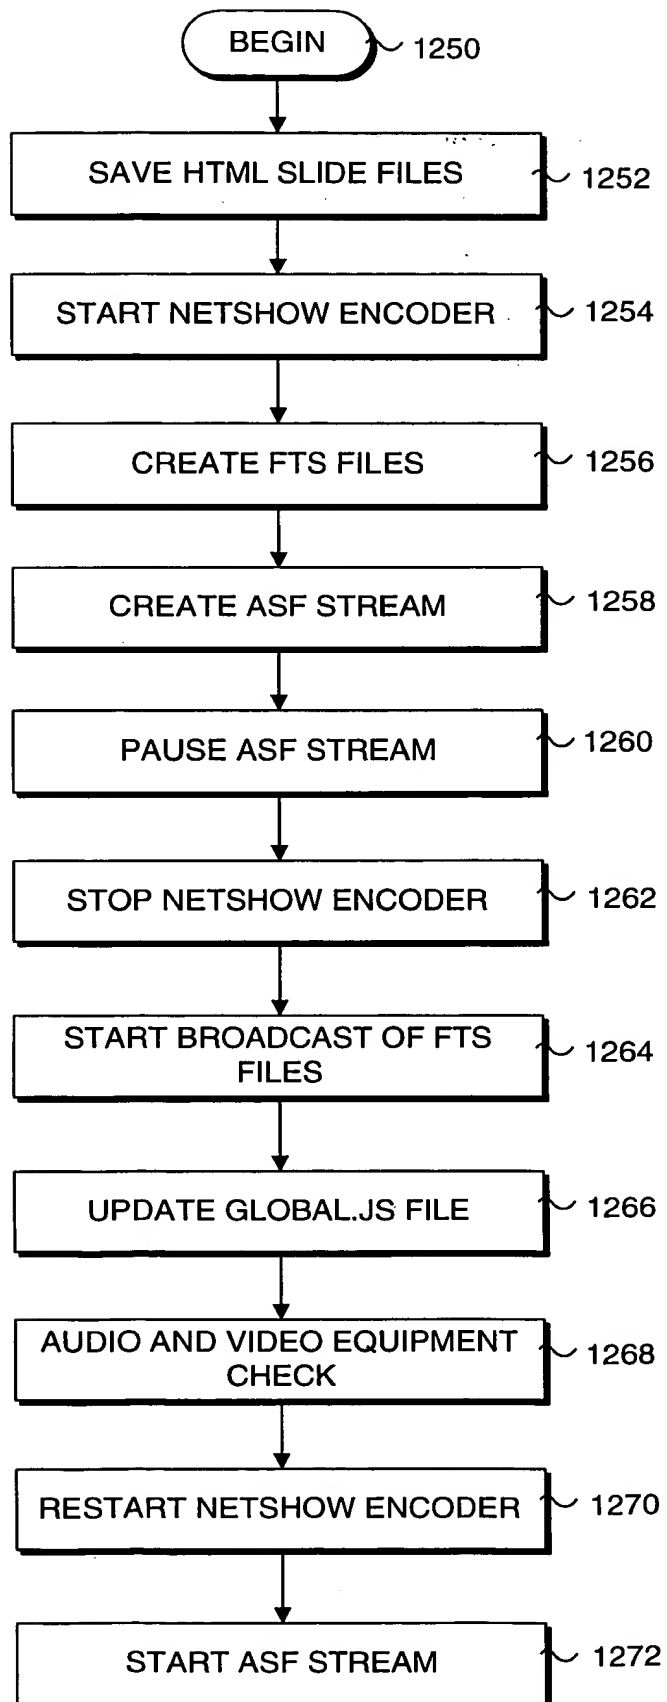 BEGIN 1250
SAVE HTML SLIDE FILES 1252
START NETSHOW ENCODER 1254
CREATE FTS FILES 1256
CREATE ASF STREAM 1258
PAUSE ASF STREAM 1260
STOP NETSHOW ENCODER 1262
START BROADCAST OF FTS
FILES 1264
UPDATE GLOBAL.JS FILE 1266
AUDIO AND VIDEO EQUIPMENT
CHECK 1268
RESTART NETSHOW ENCODER 1270
START ASF STREAM 1272